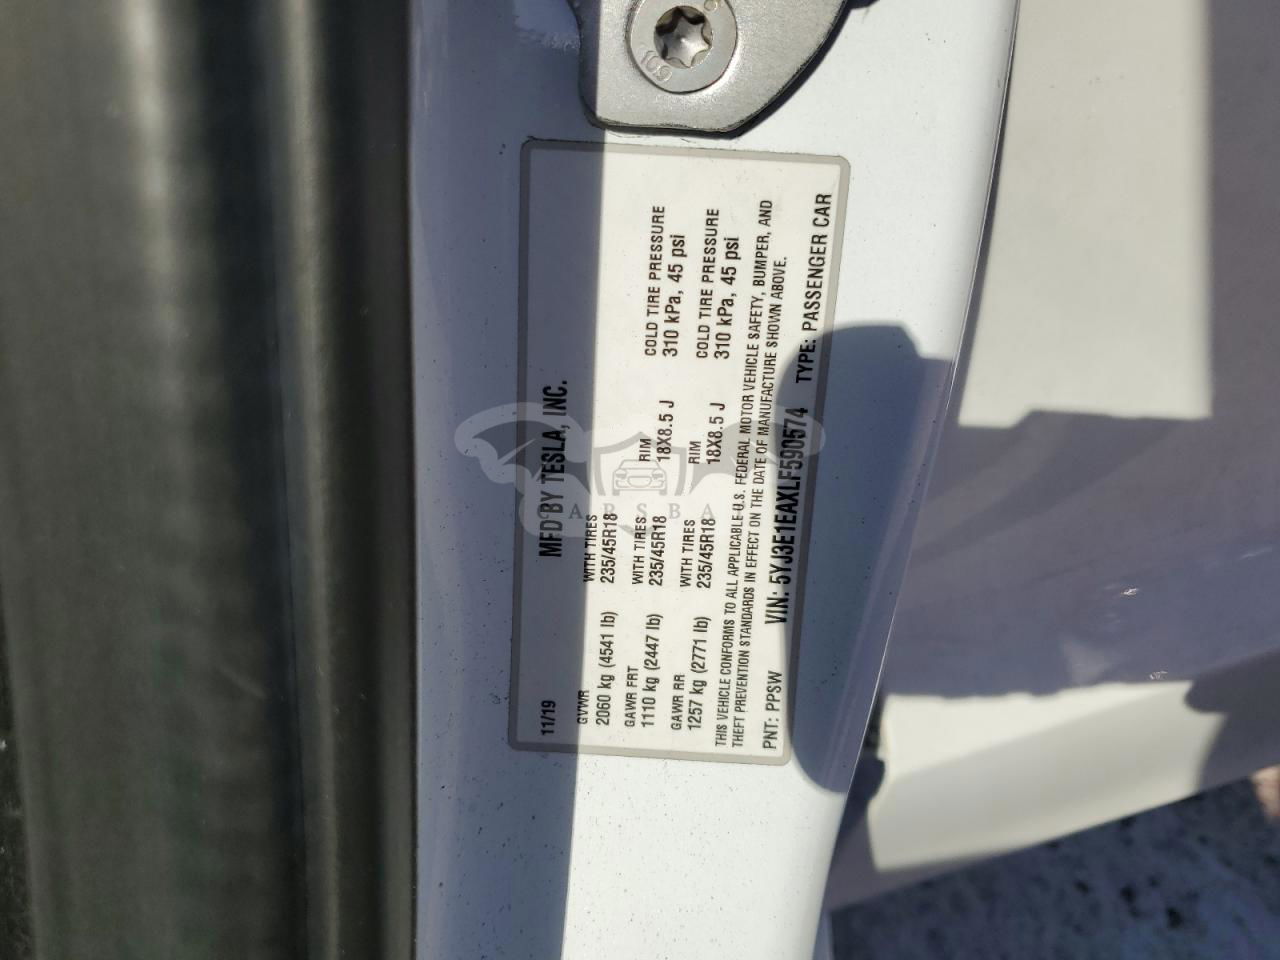 11/19 MFD BY TESLA, INC.
GVWR WITH TIRES
2060 kg (4541 lb) 235/45R18
GAWR FRT WITH TIRES RIM COLD TIRE PRESSURE
1110 kg (2447 lb) 235/45R18 18X8.5 J 310 kPa, 45 psi
GAWR RR WITH TIRES RIM COLD TIRE PRESSURE
1257 kg (2771 lb) 235/45R18 18X8.5 J 310 kPa, 45 psi
THIS VEHICLE CONFORMS TO ALL APPLICABLE U.S. FEDERAL MOTOR VEHICLE SAFETY, BUMPER, AND
THEFT PREVENTION STANDARDS IN EFFECT ON THE DATE OF MANUFACTURE SHOWN ABOVE.
PNT: PPSW VIN: 5YJ3E1EAXLF590574 TYPE: PASSENGER CAR
CARSBA